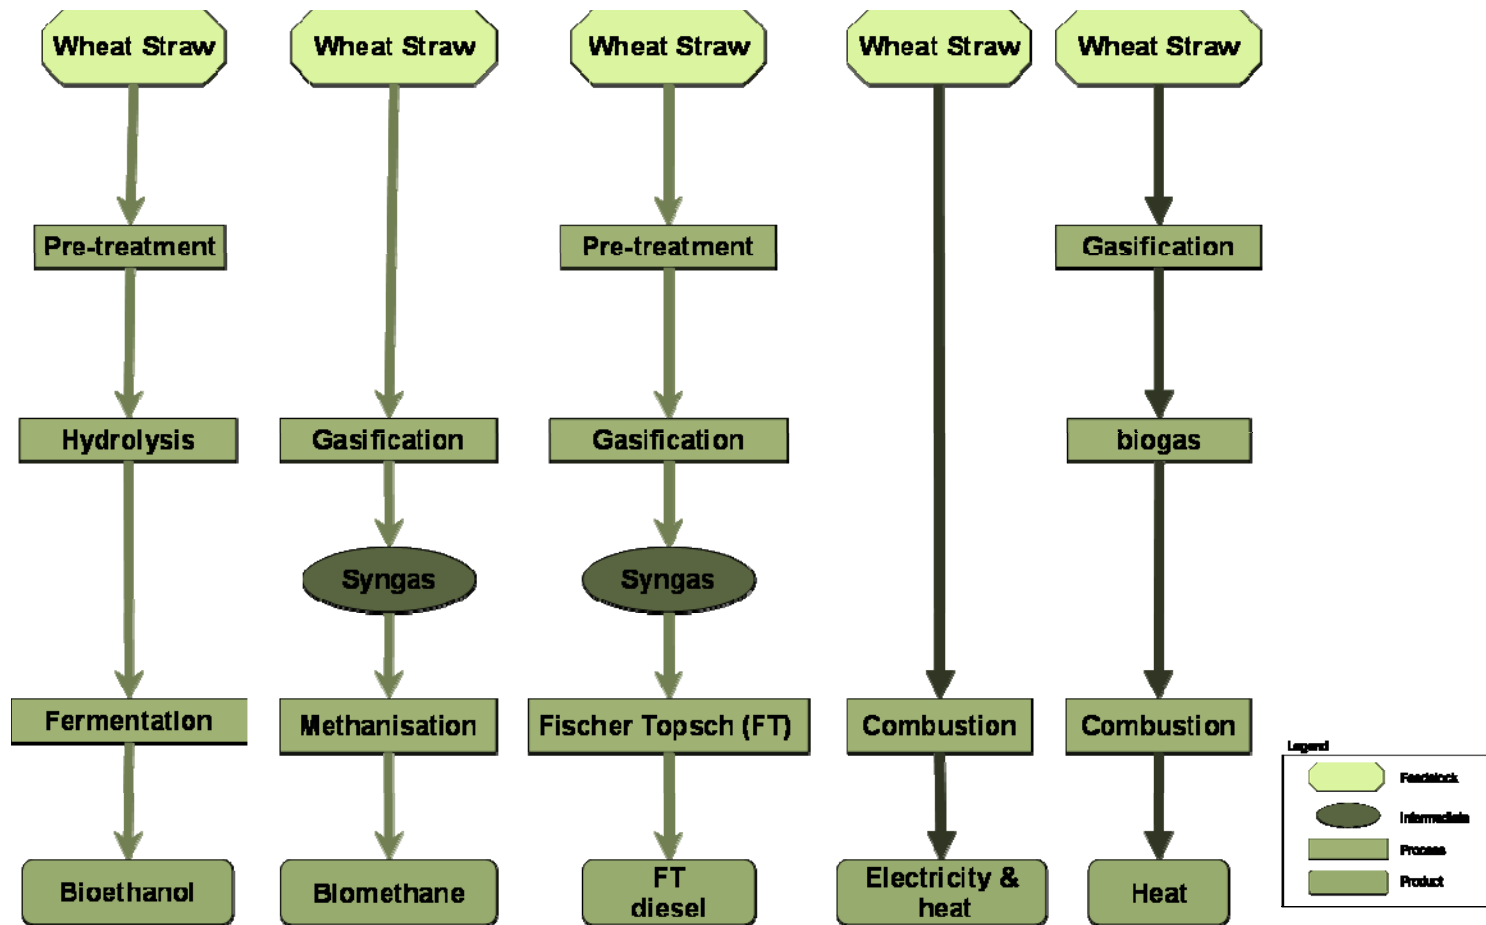 Wheat Straw
Wheat Straw
Wheat Straw
Wheat Straw
Wheat Straw
Pre-treatment
Pre-treatment
Gasification
Hydrolysis
Gasification
Gasification
biogas
Syngas
Syngas
Fermentation
Methanisation
Fischer Topsch (FT)
Combustion
Combustion
Bioethanol
Biomethane
FT
diesel
Electricity &
heat
Heat
Legend
Feedstock
Intermediate
Process
Product